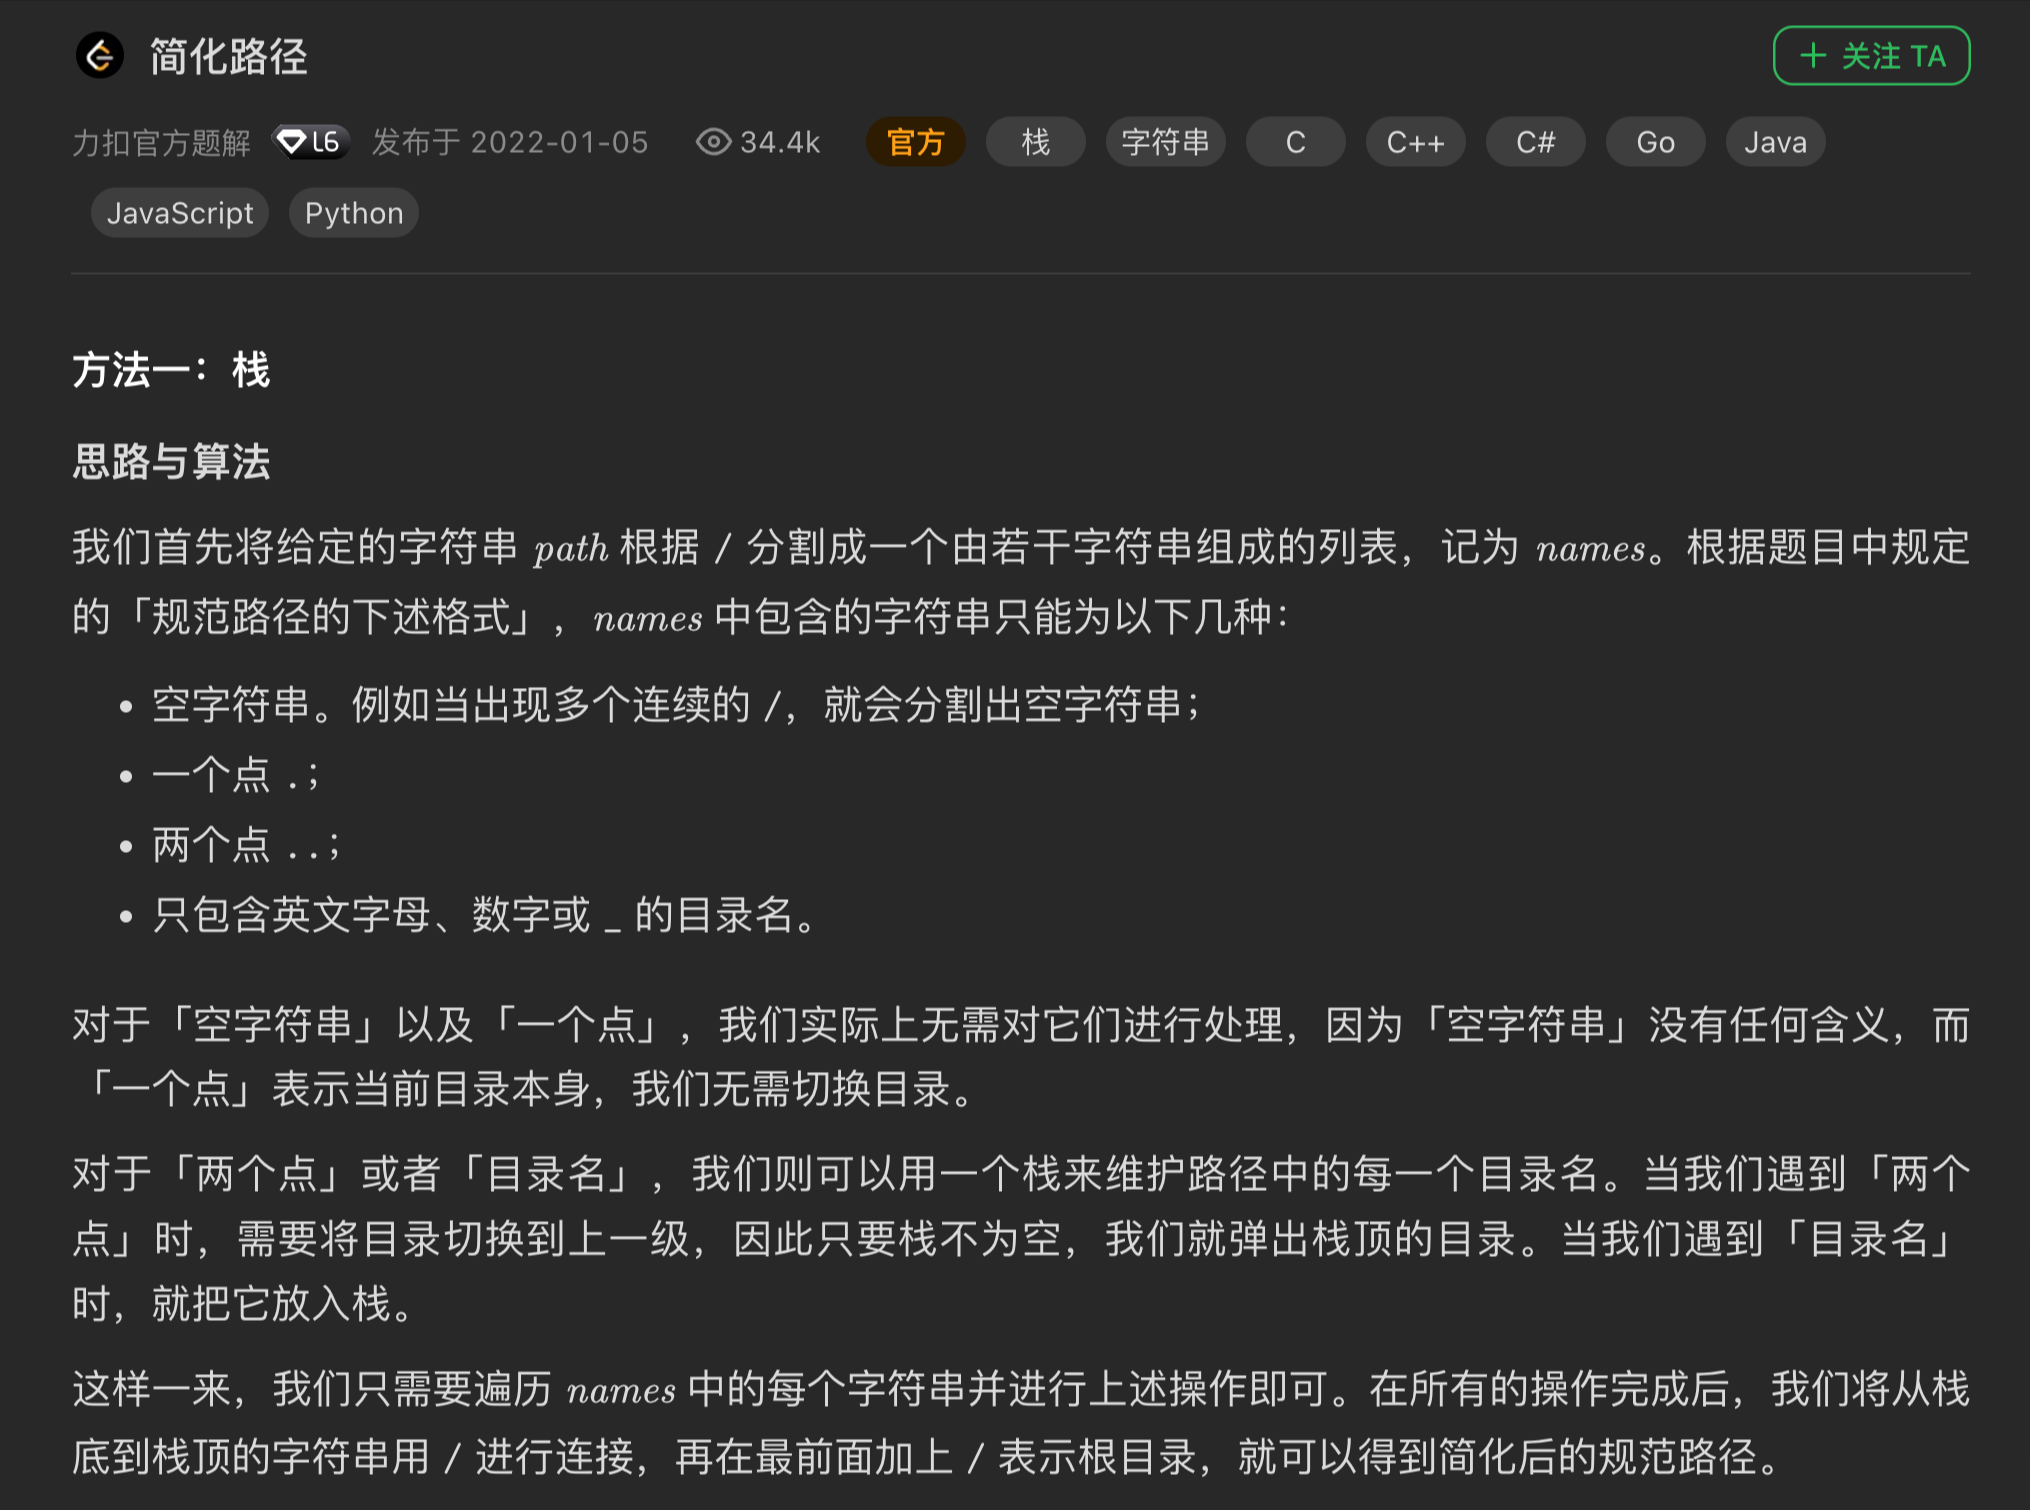 简化路径
+ 关注 TA
力扣官方题解 L6 发布于 2022-01-05 34.4k 官方 栈 字符串 C C++ C# Go Java
JavaScript Python
方法一：栈
思路与算法
我们首先将给定的字符串 path 根据 / 分割成一个由若干字符串组成的列表，记为 names。根据题目中规定
的「规范路径的下述格式」，names 中包含的字符串只能为以下几种：
• 空字符串。例如当出现多个连续的 /，就会分割出空字符串；
• 一个点 .；
• 两个点 ..；
• 只包含英文字母、数字或 _ 的目录名。
对于「空字符串」以及「一个点」，我们实际上无需对它们进行处理，因为「空字符串」没有任何含义，而
「一个点」表示当前目录本身，我们无需切换目录。
对于「两个点」或者「目录名」，我们则可以用一个栈来维护路径中的每一个目录名。当我们遇到「两个
点」时，需要将目录切换到上一级，因此只要栈不为空，我们就弹出栈顶的目录。当我们遇到「目录名」
时，就把它放入栈。
这样一来，我们只需要遍历 names 中的每个字符串并进行上述操作即可。在所有的操作完成后，我们将从栈
底到栈顶的字符串用 / 进行连接，再在最前面加上 / 表示根目录，就可以得到简化后的规范路径。